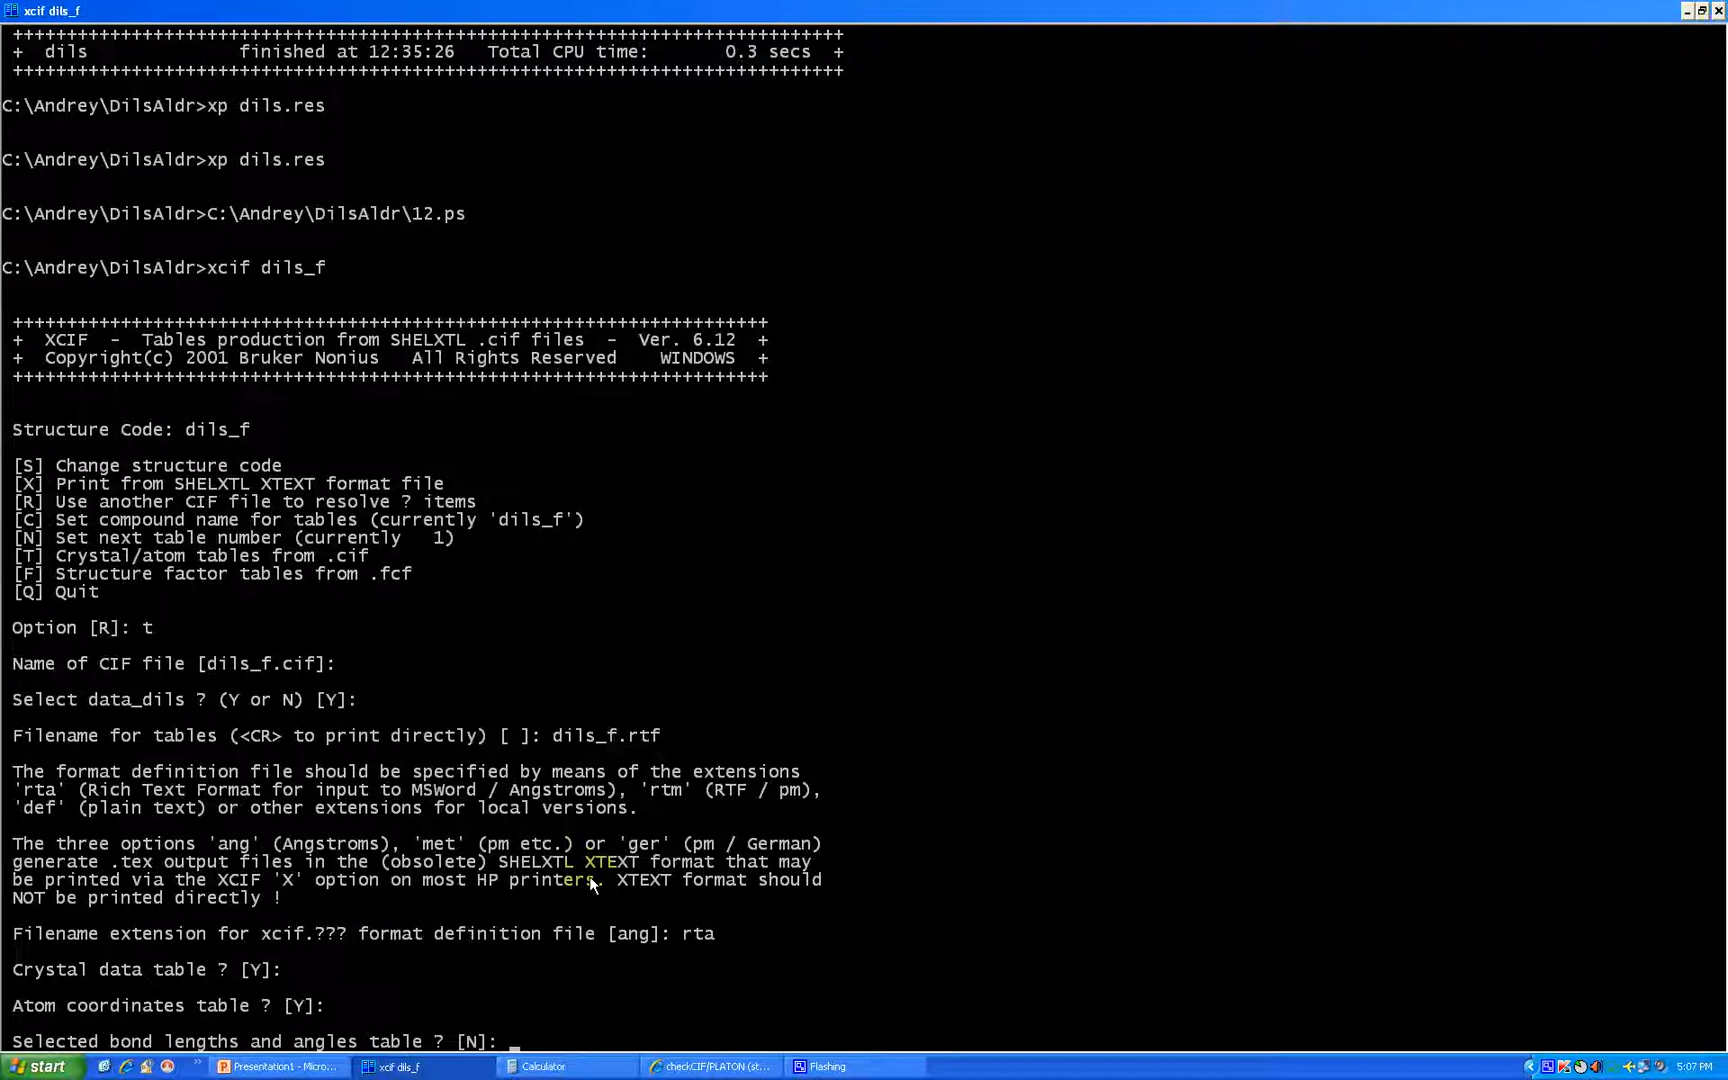 xcif dils_f
+++++++++++++++++++++++++++++++++++++++++++++++++++++++++++++++++++++++++++++
+  dils              finished at 12:35:26   Total CPU time:       0.3 secs  +
+++++++++++++++++++++++++++++++++++++++++++++++++++++++++++++++++++++++++++++
C:\Andrey\DilsAldr>xp dils.res
C:\Andrey\DilsAldr>xp dils.res
C:\Andrey\DilsAldr>C:\Andrey\DilsAldr\12.ps
C:\Andrey\DilsAldr>xcif dils_f
++++++++++++++++++++++++++++++++++++++++++++++++++++++++++++++++++++++
+  XCIF  -  Tables production from SHELXTL .cif files  -  Ver. 6.12  +
+  Copyright(c) 2001 Bruker Nonius   All Rights Reserved    WINDOWS  +
++++++++++++++++++++++++++++++++++++++++++++++++++++++++++++++++++++++
Structure Code: dils_f
[S] Change structure code
[X] Print from SHELXTL XTEXT format file
[R] Use another CIF file to resolve ? items
[C] Set compound name for tables (currently 'dils_f')
[N] Set next table number (currently   1)
[T] Crystal/atom tables from .cif
[F] Structure factor tables from .fcf
[Q] Quit
Option [R]: t
Name of CIF file [dils_f.cif]:
Select data_dils ? (Y or N) [Y]:
Filename for tables (<CR> to print directly) [ ]: dils_f.rtf
The format definition file should be specified by means of the extensions
'rta' (Rich Text Format for input to MSWord / Angstroms), 'rtm' (RTF / pm),
'def' (plain text) or other extensions for local versions.
The three options 'ang' (Angstroms), 'met' (pm etc.) or 'ger' (pm / German)
generate .tex output files in the (obsolete) SHELXTL XTEXT format that may
be printed via the XCIF 'X' option on most HP printers. XTEXT format should
NOT be printed directly !
Filename extension for xcif.??? format definition file [ang]: rta
Crystal data table ? [Y]:
Atom coordinates table ? [Y]:
Selected bond lengths and angles table ? [N]: _
start
Presentation1 - Micro...
xcif dils_f
Calculator
checkCIF/PLATON (st...
Flashing
5:07 PM